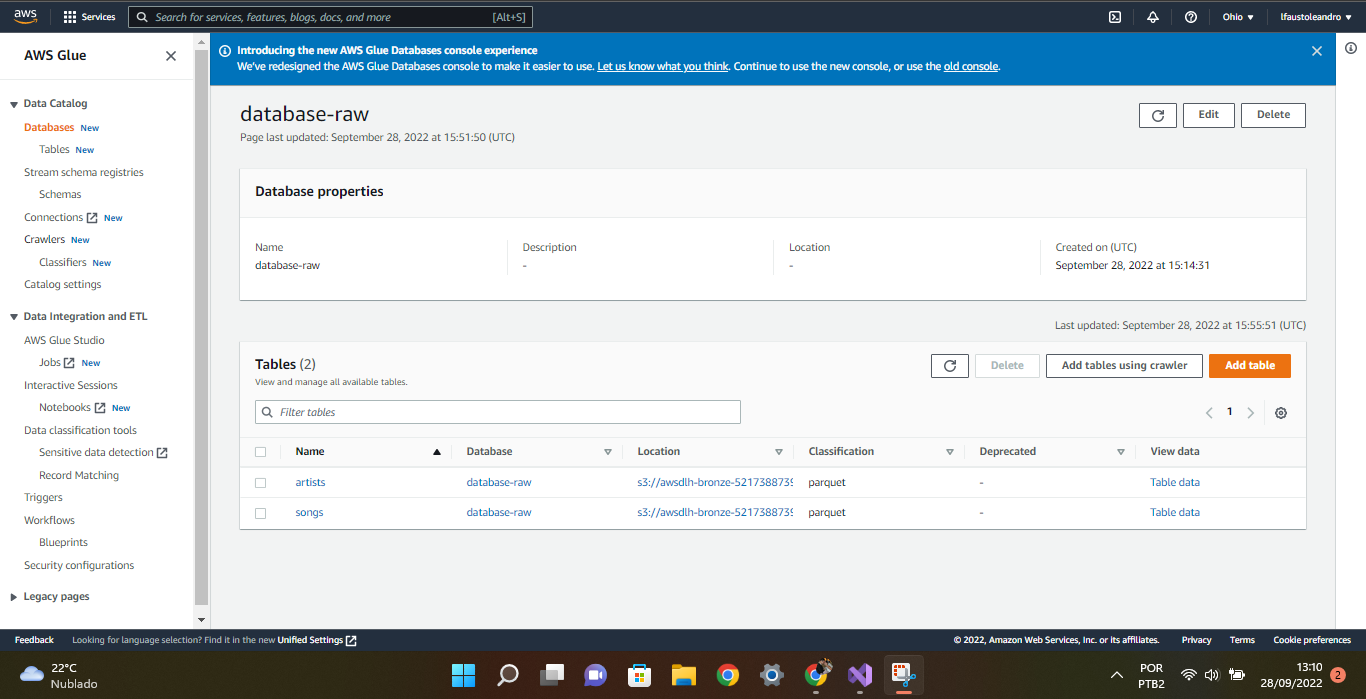 aws
Services
Search for services, features, blogs, docs, and more
[Alt+S]
Ohio
lfaustoleandro
AWS Glue
Data Catalog
Databases New
Tables New
Stream schema registries
Schemas
Connections New
Crawlers New
Classifiers New
Catalog settings
Data Integration and ETL
AWS Glue Studio
Jobs New
Interactive Sessions
Notebooks New
Data classification tools
Sensitive data detection
Record Matching
Triggers
Workflows
Blueprints
Security configurations
Legacy pages
Introducing the new AWS Glue Databases console experience
We've redesigned the AWS Glue Databases console to make it easier to use. Let us know what you think. Continue to use the new console, or use the old console.
database-raw
Edit
Delete
Page last updated: September 28, 2022 at 15:51:50 (UTC)
Database properties
Name
database-raw
Description
-
Location
-
Created on (UTC)
September 28, 2022 at 15:14:31
Last updated: September 28, 2022 at 15:55:51 (UTC)
Tables (2)
View and manage all available tables.
Delete
Add tables using crawler
Add table
Filter tables
1
Name Database Location Classification Deprecated View data
artists database-raw s3://awsdlh-bronze-5217388739 parquet - Table data
songs database-raw s3://awsdlh-bronze-5217388739 parquet - Table data
Feedback
Looking for language selection? Find it in the new Unified Settings
© 2022, Amazon Web Services, Inc. or its affiliates.
Privacy
Terms
Cookie preferences
22°C
Nublado
POR
PTB2
13:10
28/09/2022
2